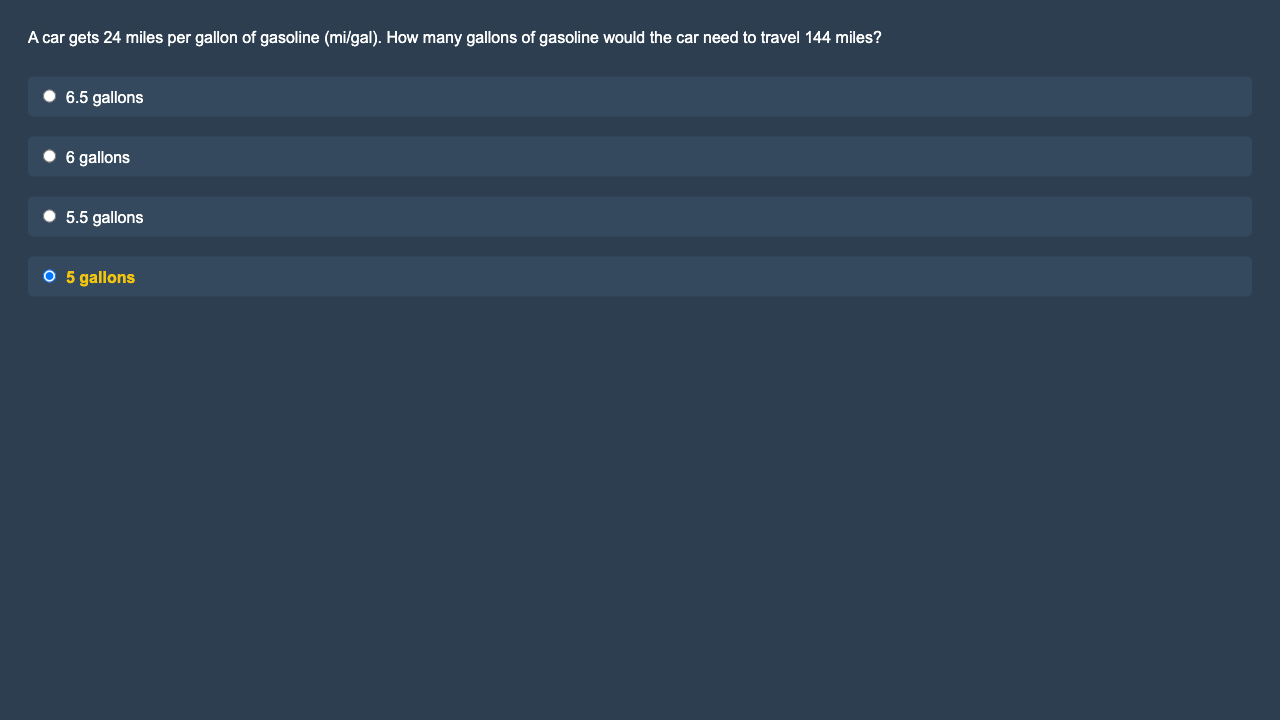 A car gets 24 miles per gallon of gasoline (mi/gal). How many gallons of gasoline would the car need to travel 144 miles?
6.5 gallons
6 gallons
5.5 gallons
5 gallons